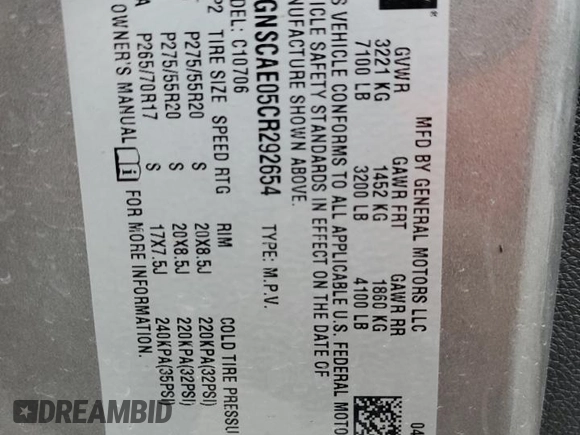 MFD BY GENERAL MOTORS LLC 04
GVWR GAWR FRT GAWR RR
3221 KG 1452 KG 1860 KG
7100 LB 3200 LB 4100 LB
S VEHICLE CONFORMS TO ALL APPLICABLE U.S. FEDERAL MOTO
HICLE SAFETY STANDARDS IN EFFECT ON THE DATE OF
NUFACTURE SHOWN ABOVE.
GNSCAE05CR292654 TYPE: M.P.V.
DEL: C10706
TIRE SIZE SPEED RTG RIM COLD TIRE PRESSU
P275/55R20 S 20X8.5J 220KPA(32PSI)
P275/55R20 S 20X8.5J 220KPA(32PSI)
P265/70R17 S 17X7.5J 240KPA(35PSI)
OWNER'S MANUAL i FOR MORE INFORMATION.
DREAMBID